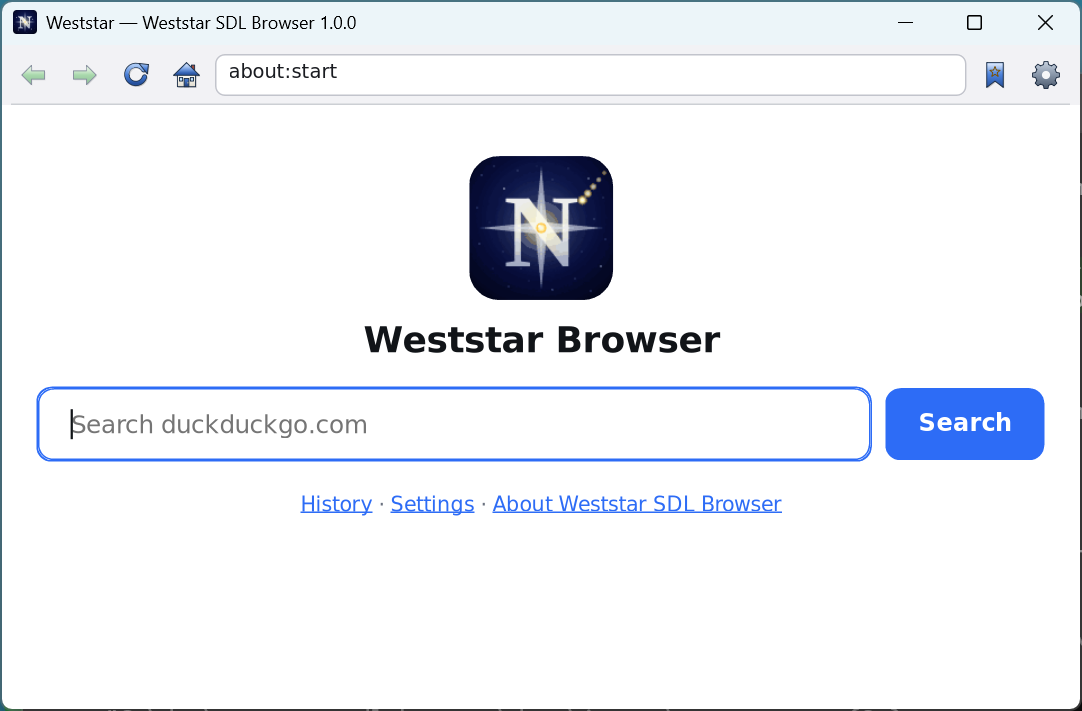 Weststar — Weststar SDL Browser 1.0.0
about:start
N
Weststar Browser
Search duckduckgo.com
Search
History · Settings · About Weststar SDL Browser